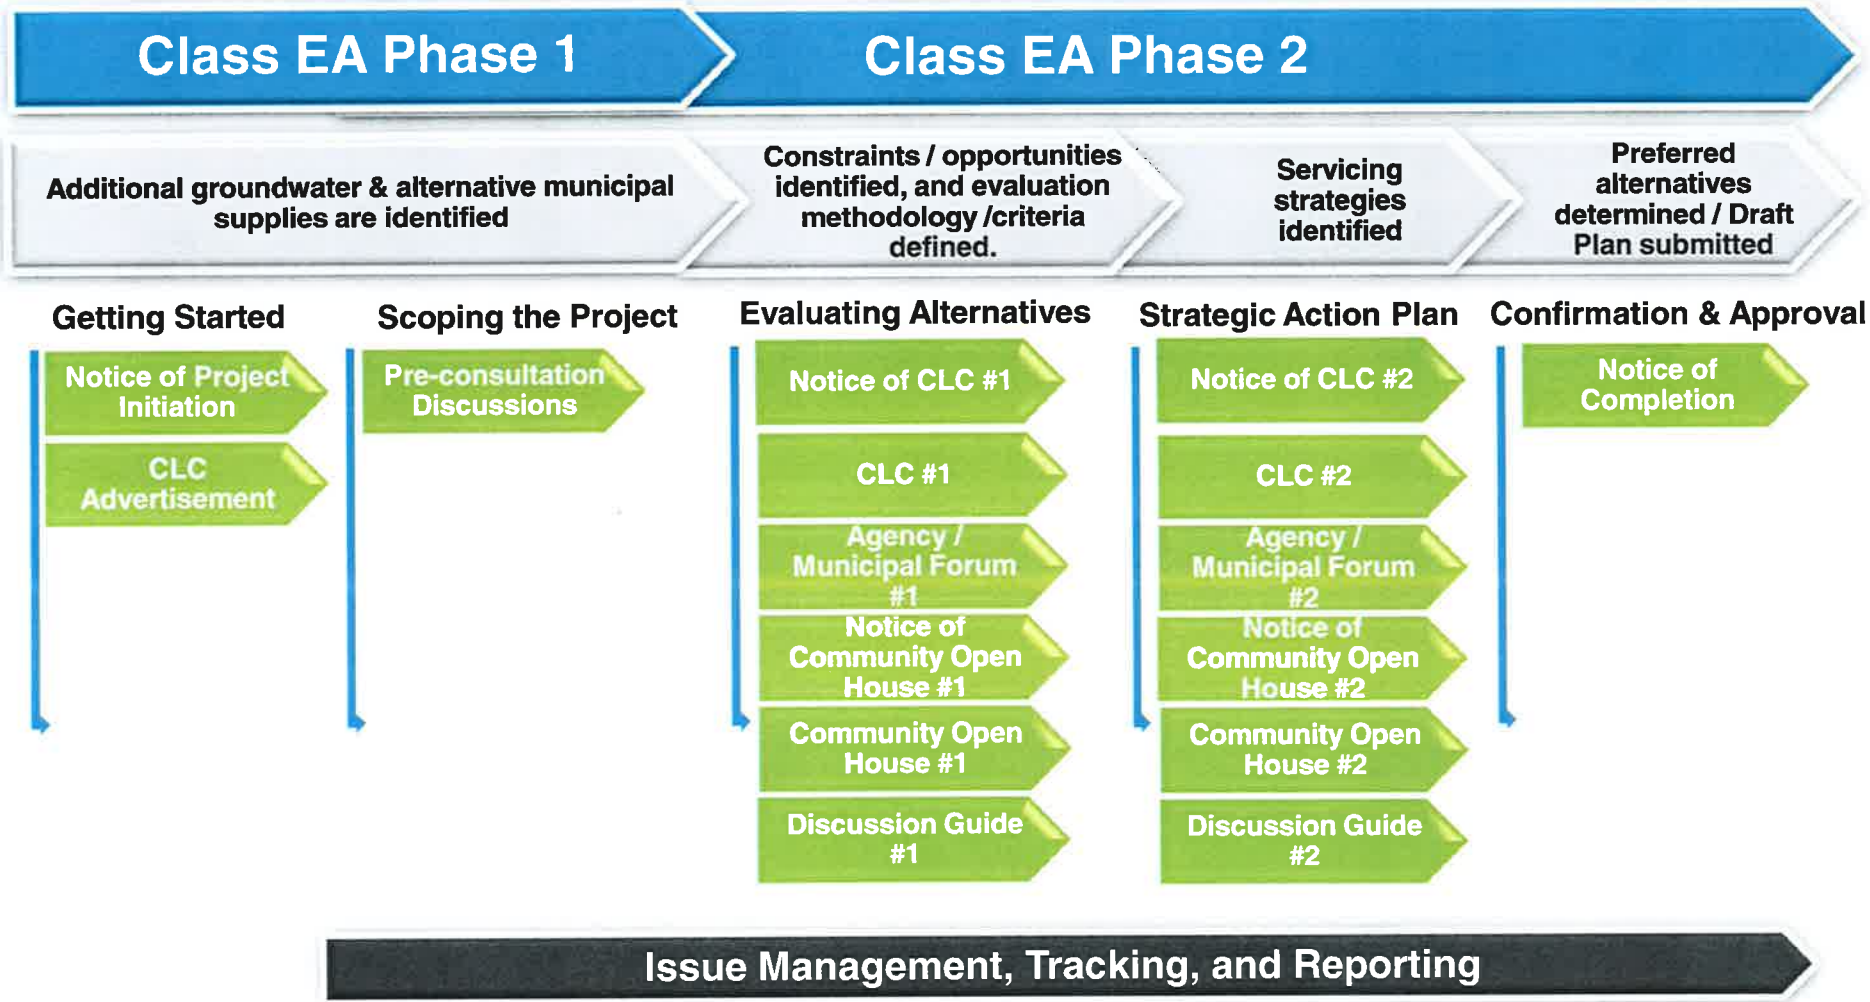 Class EA Phase 1
Class EA Phase 2
Additional groundwater & alternative municipal
supplies are identified
Constraints / opportunities
identified, and evaluation
methodology /criteria
defined.
Servicing
strategies
identified
Preferred
alternatives
determined / Draft
Plan submitted
Getting Started
Notice of Project
Initiation
CLC
Advertisement
Scoping the Project
Pre-consultation
Discussions
Evaluating Alternatives
Notice of CLC #1
CLC #1
Agency /
Municipal Forum
#1
Notice of
Community Open
House #1
Community Open
House #1
Discussion Guide
#1
Strategic Action Plan
Notice of CLC #2
CLC #2
Agency /
Municipal Forum
#2
Notice of
Community Open
House #2
Community Open
House #2
Discussion Guide
#2
Confirmation & Approval
Notice of
Completion
Issue Management, Tracking, and Reporting